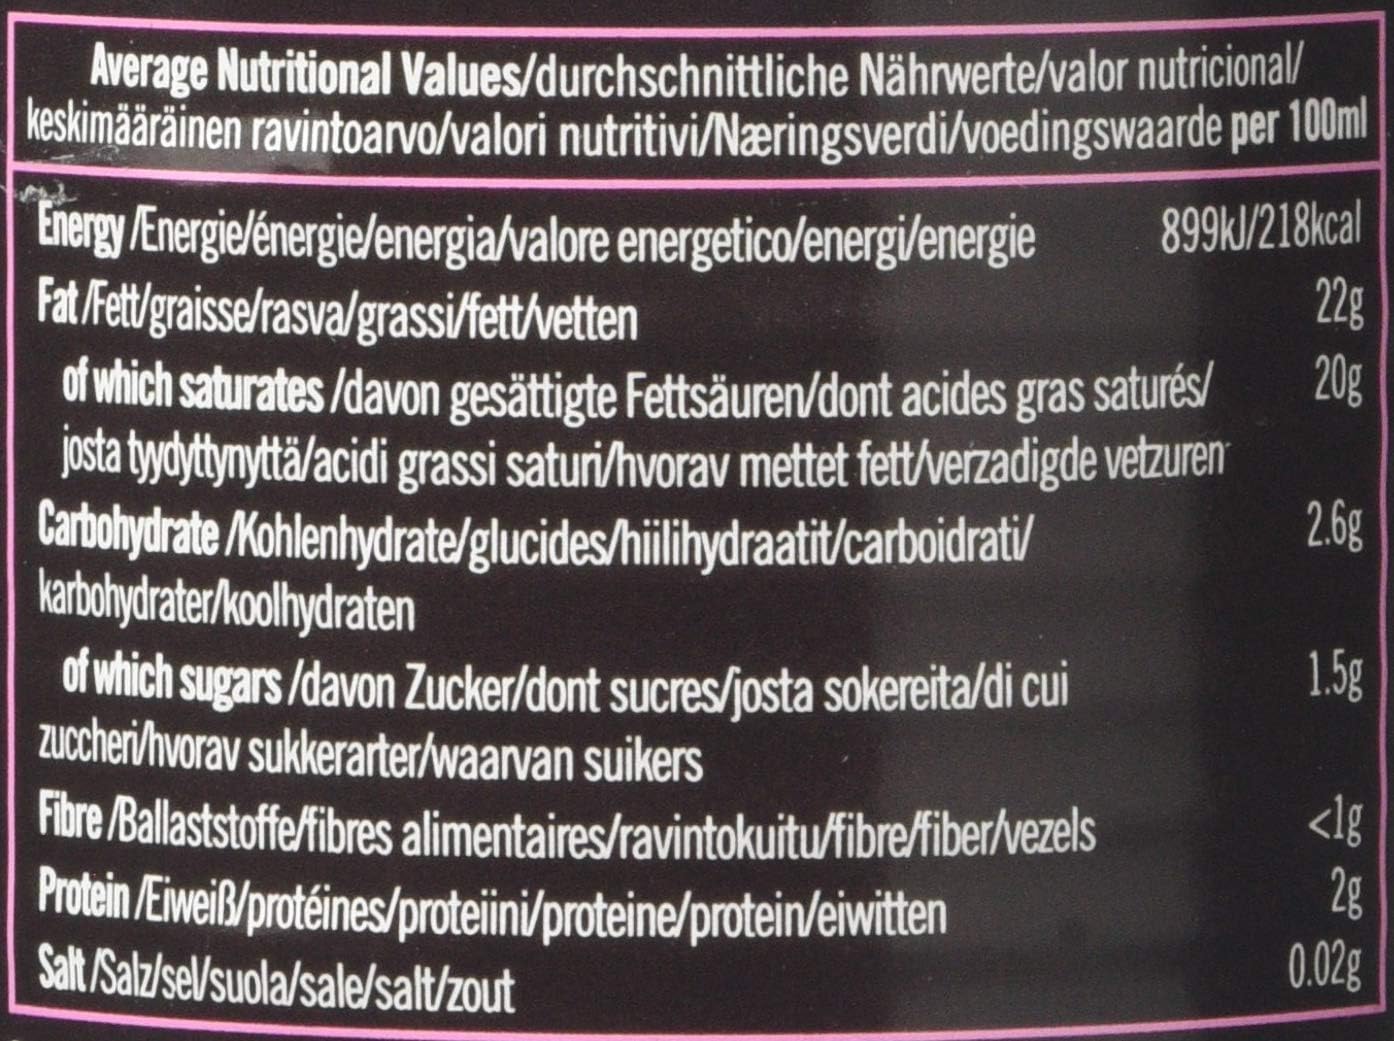 Average Nutritional Values/durchschnittliche Nährwerte/valor nutricional/
keskimääräinen ravintoarvo/valori nutritivi/Næringsverdi/voedingswaarde per 100ml
Energy /Energie/énergie/energia/valore energetico/energi/energie 899kJ/218kcal
Fat /Fett/graisse/rasva/grassi/fett/vetten 22g
of which saturates /davon gesättigte Fettsäuren/dont acides gras saturés/ 20g
josta tyydyttynyttä/acidi grassi saturi/hvorav mettet fett/verzadigde vetzuren
Carbohydrate /Kohlenhydrate/glucides/hiilihydraatit/carboidrati/ 2.6g
karbohydrater/koolhydraten
of which sugars /davon Zucker/dont sucres/josta sokereita/di cui 1.5g
zuccheri/hvorav sukkerarter/waarvan suikers
Fibre /Ballaststoffe/fibres alimentaires/ravintokuitu/fibre/fiber/vezels <1g
Protein /Eiweiß/protéines/proteiini/proteine/protein/eiwitten 2g
Salt /Salz/sel/suola/sale/salt/zout 0.02g